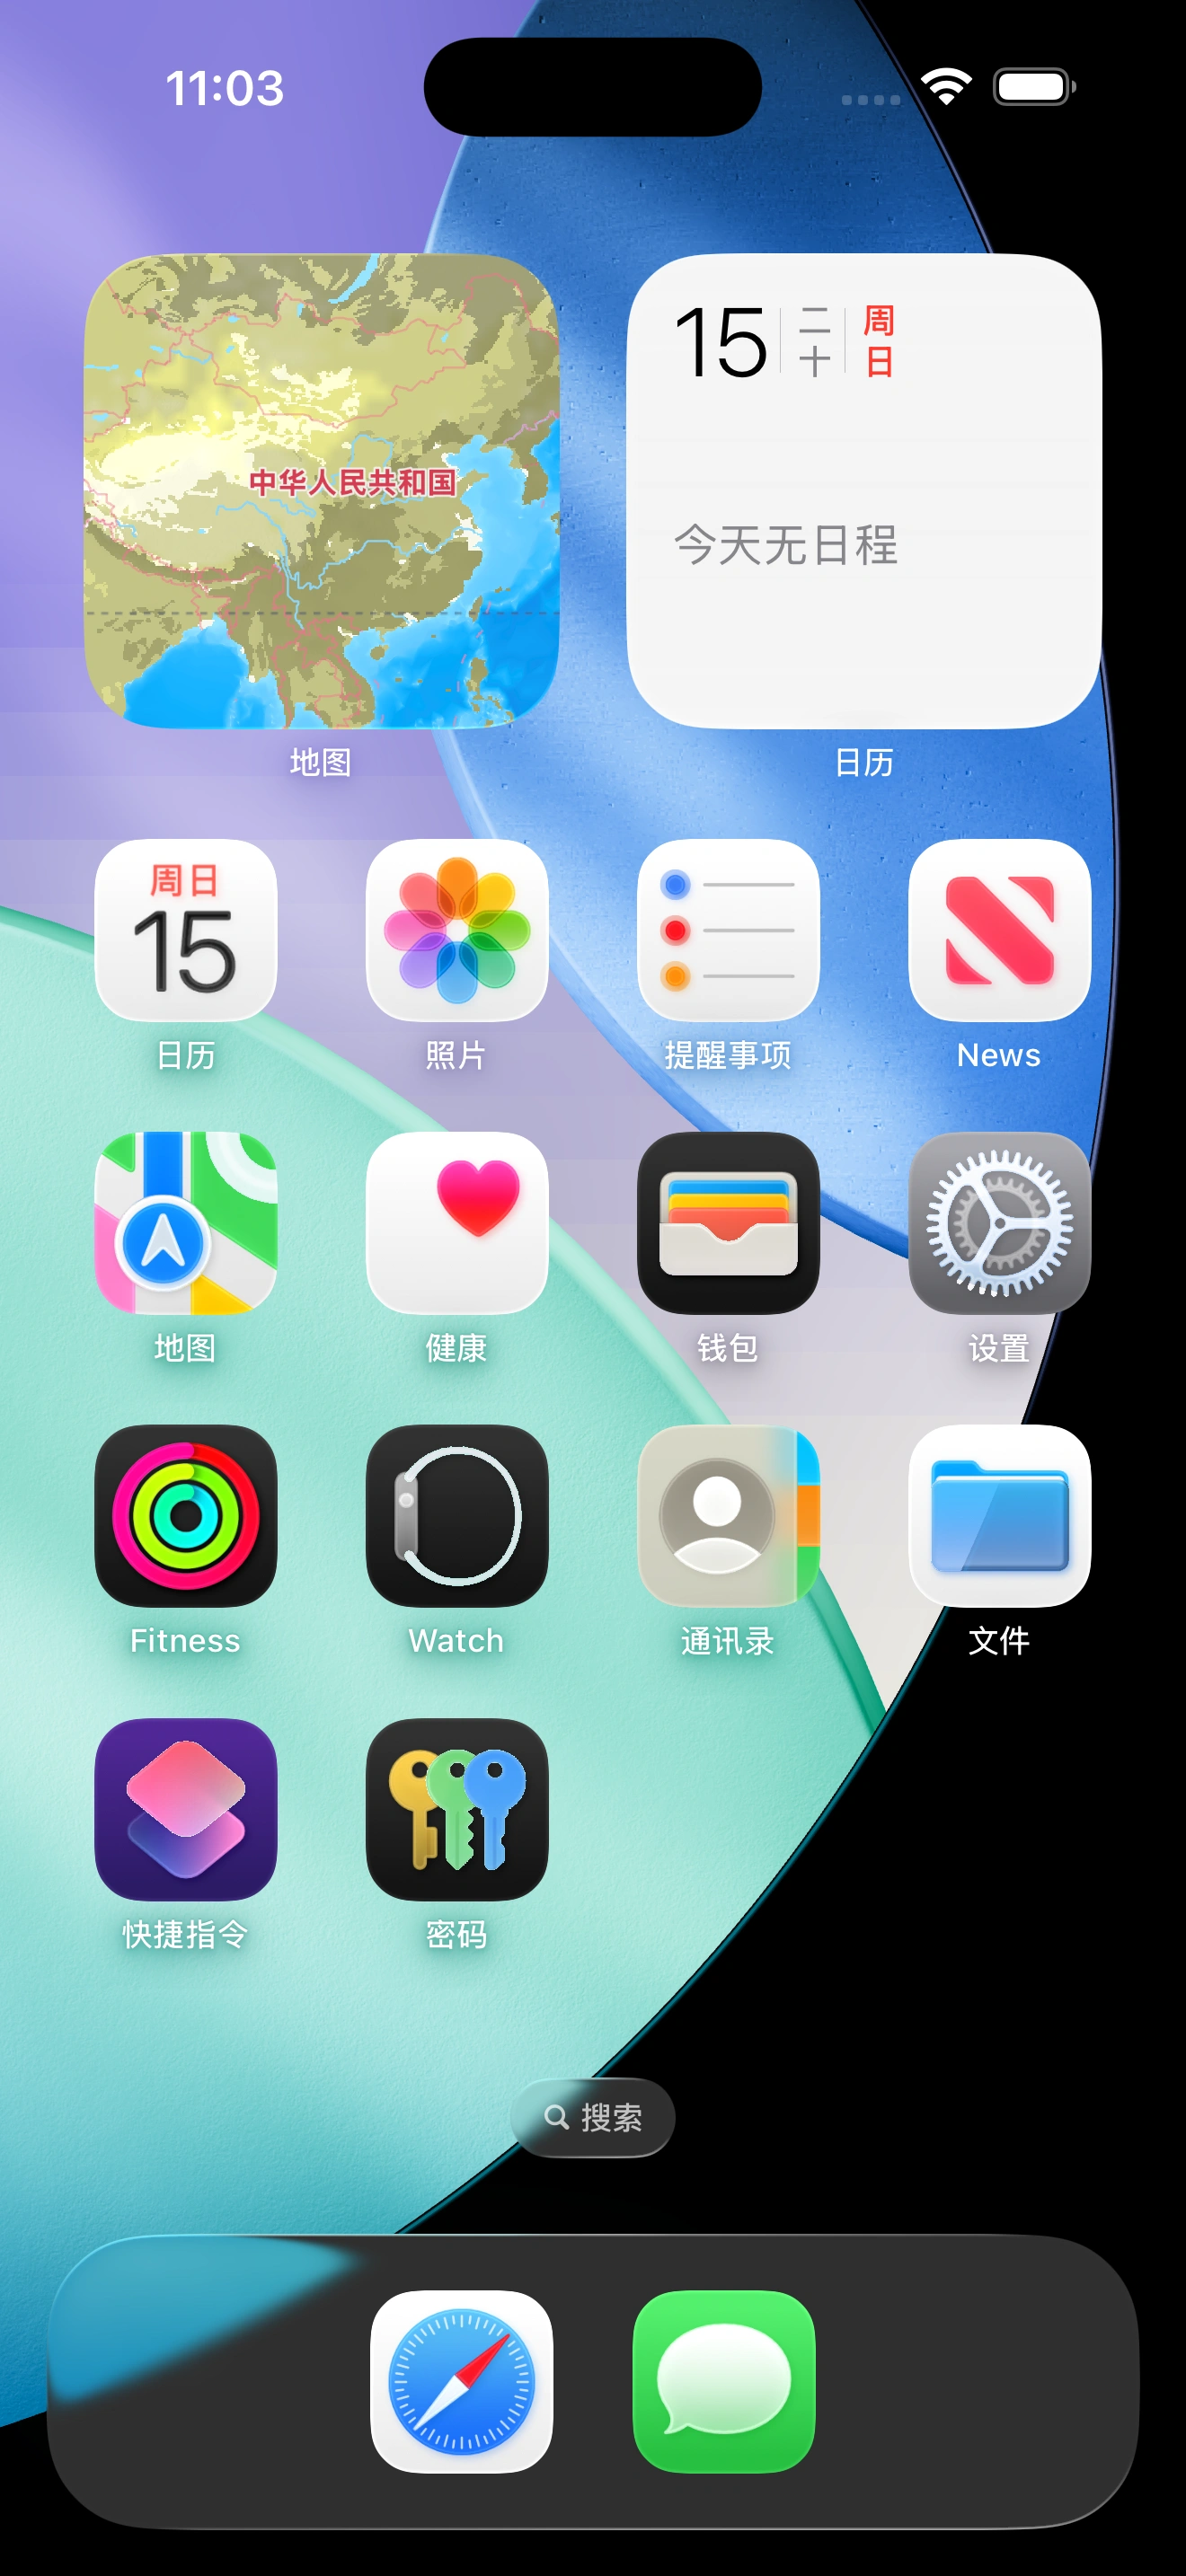 11:03
中华人民共和国
地图
15 二十 周日
今天无日程
日历
周日
15
日历
照片
提醒事项
News
地图
健康
钱包
设置
Fitness
Watch
通讯录
文件
快捷指令
密码
搜索